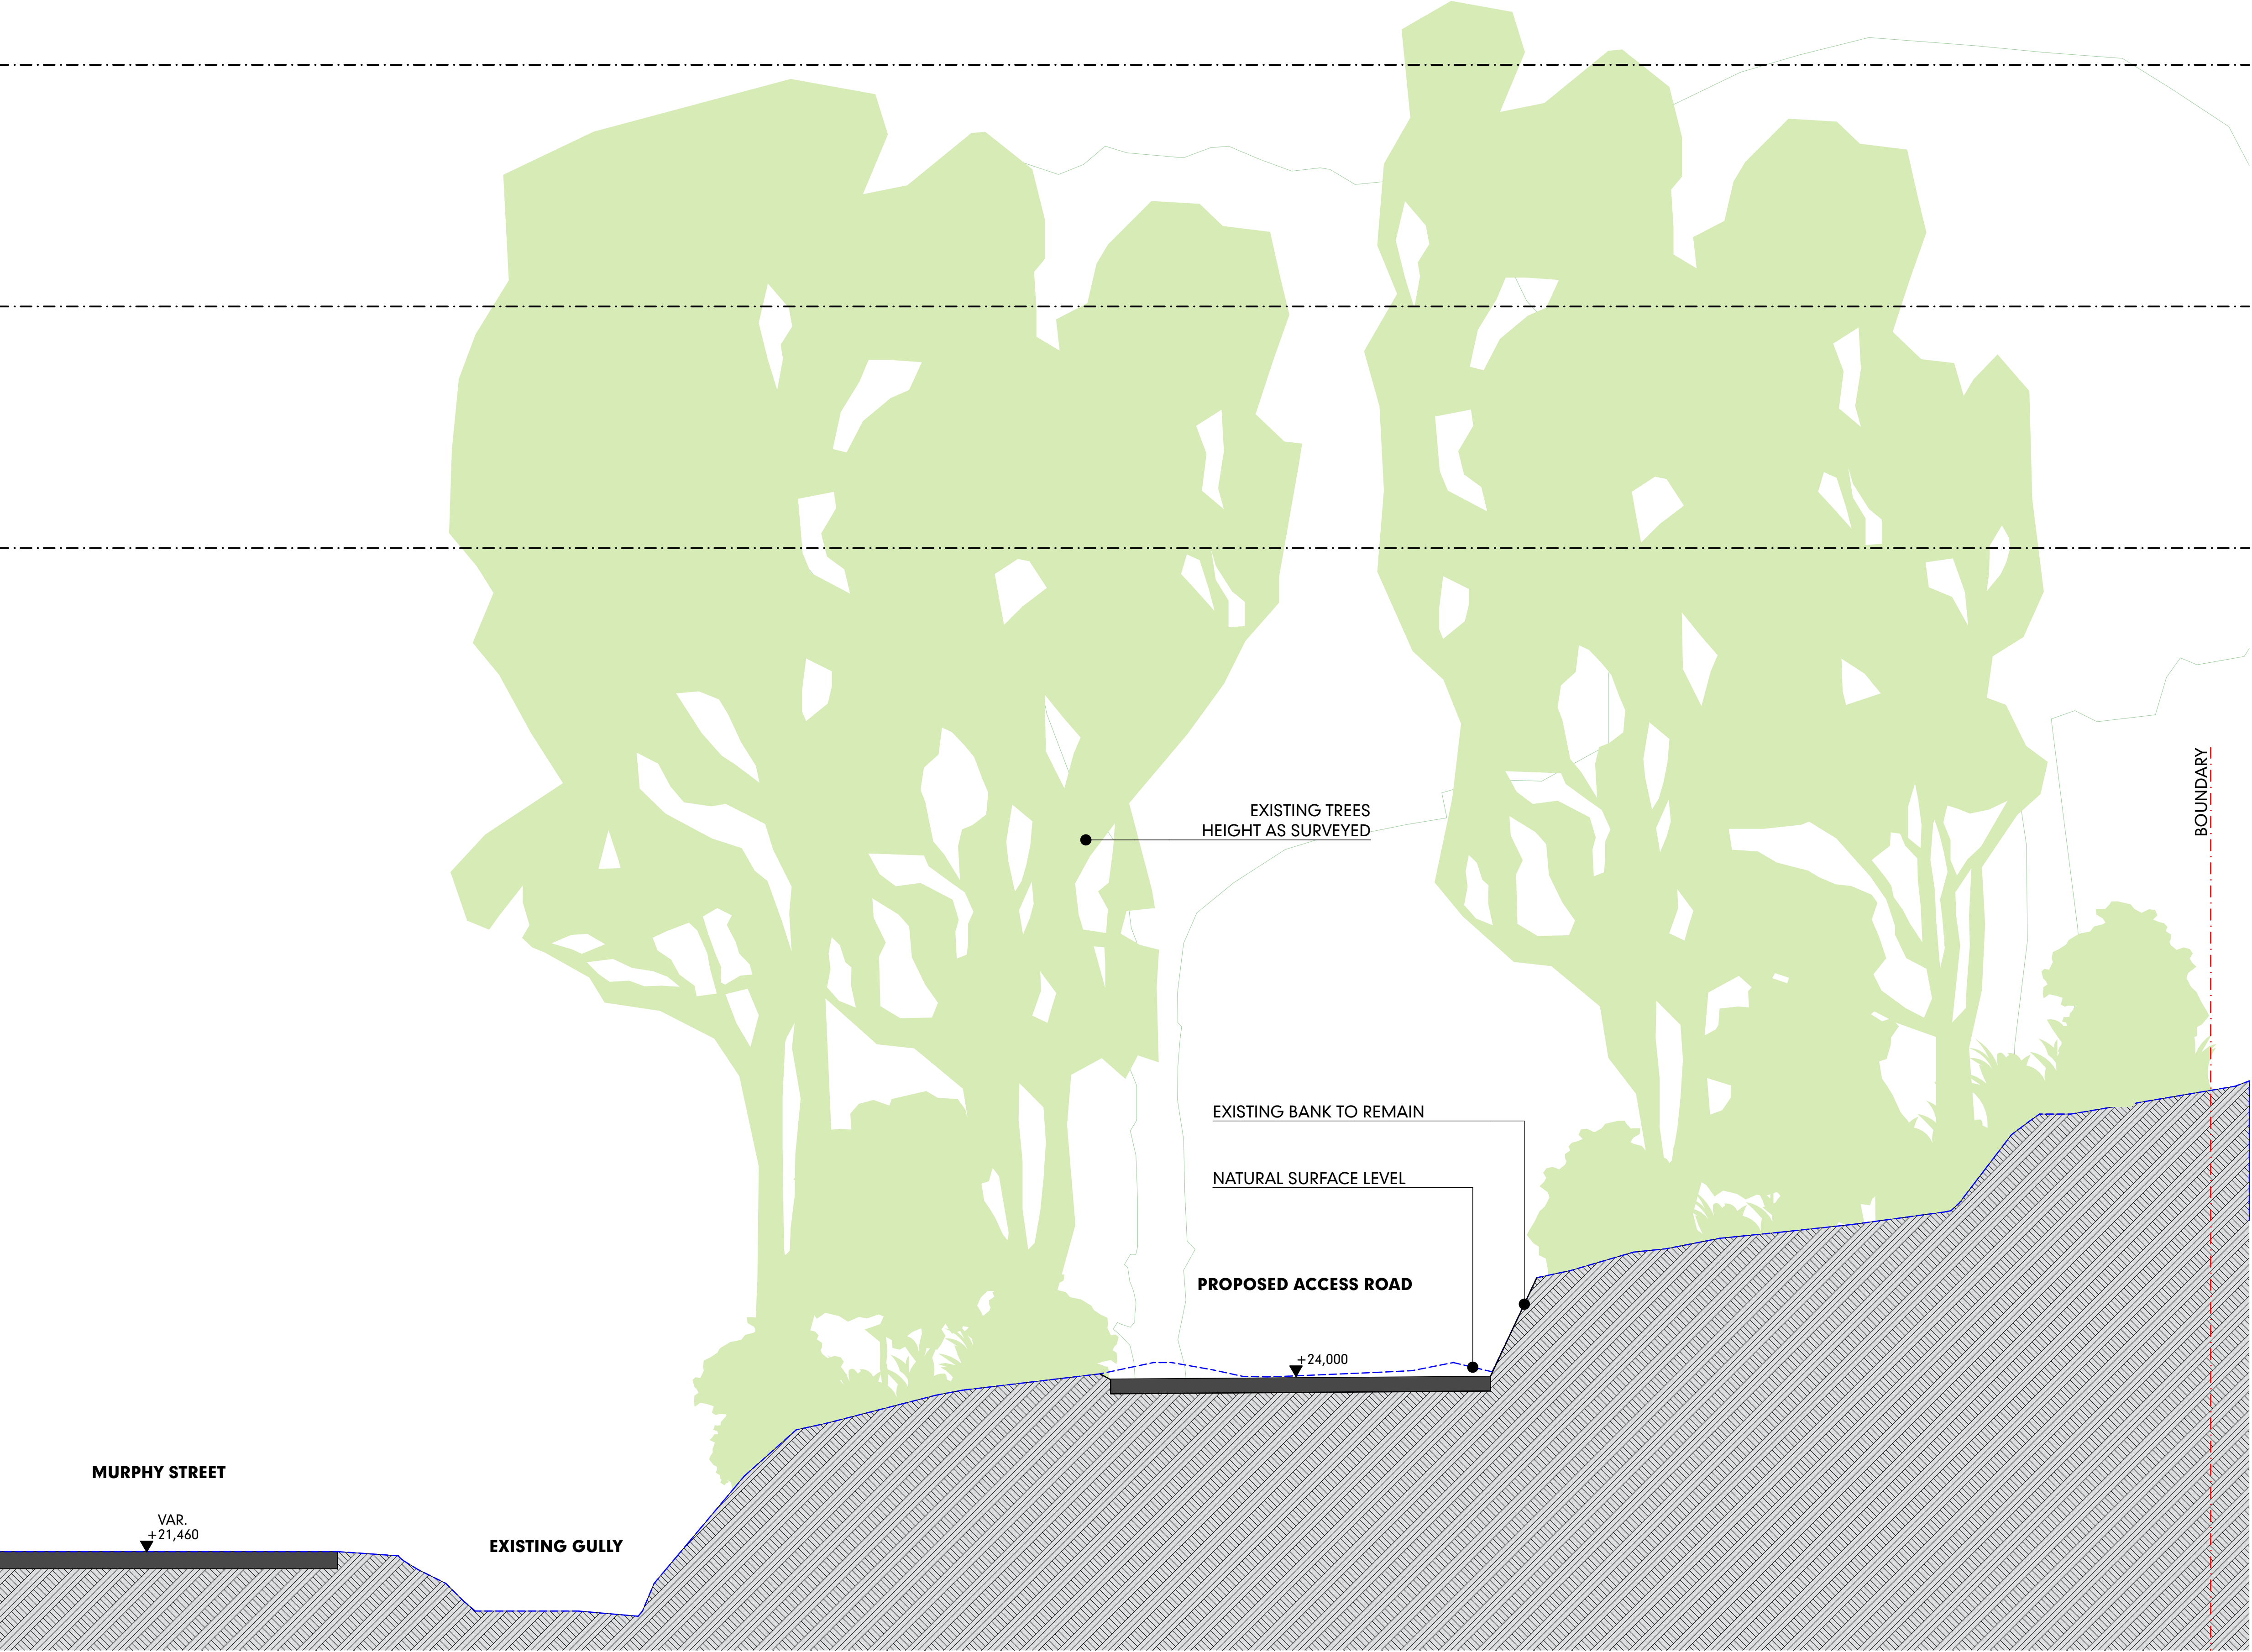 BOUNDARY
EXISTING TREES
HEIGHT AS SURVEYED
EXISTING BANK TO REMAIN
NATURAL SURFACE LEVEL
PROPOSED ACCESS ROAD
+24,000
MURPHY STREET
VAR.
+21,460
EXISTING GULLY